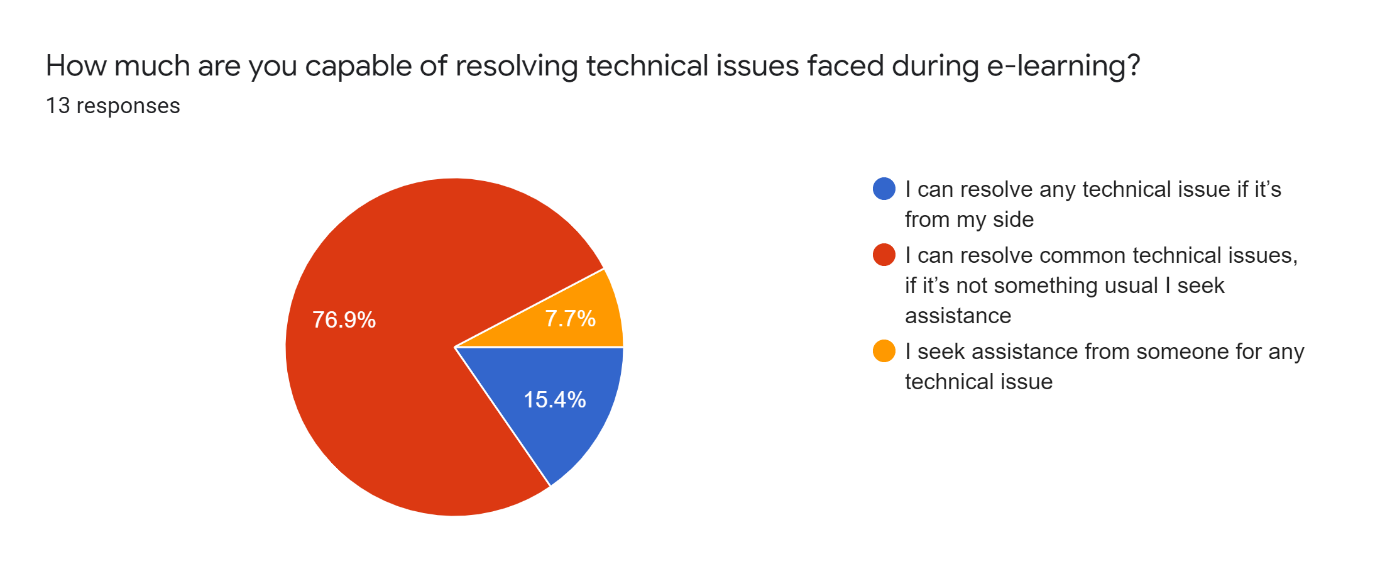 How much are you capable of resolving technical issues faced during e-learning?
13 responses
76.9%
7.7%
15.4%
I can resolve any technical issue if it’s
from my side
I can resolve common technical issues,
if it’s not something usual I seek
assistance
I seek assistance from someone for any
technical issue